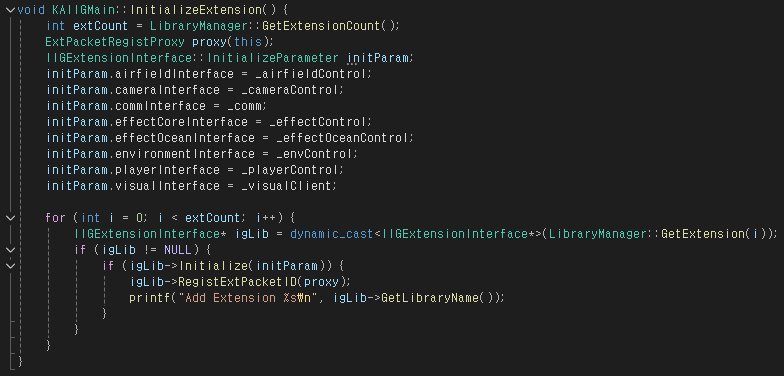 void KAIIGMain::InitializeExtension() {
int extCount = LibraryManager::GetExtensionCount();
ExtPacketRegistProxy proxy(this);
IIGExtensionInterface::InitializeParameter initParam;
initParam.airfieldInterface = _airfieldControl;
initParam.cameraInterface = _cameraControl;
initParam.commInterface = _comm;
initParam.effectCoreInterface = _effectControl;
initParam.effectOceanInterface = _effectOceanControl;
initParam.environmentInterface = _envControl;
initParam.playerInterface = _playerControl;
initParam.visualInterface = _visualClient;
for (int i = 0; i < extCount; i++) {
IIGExtensionInterface* igLib = dynamic_cast<IIGExtensionInterface*>(LibraryManager::GetExtension(i));
if (igLib != NULL) {
if (igLib->Initialize(initParam)) {
igLib->RegistExtPacketID(proxy);
printf("Add Extension %s₩n", igLib->GetLibraryName());
}
}
}
}